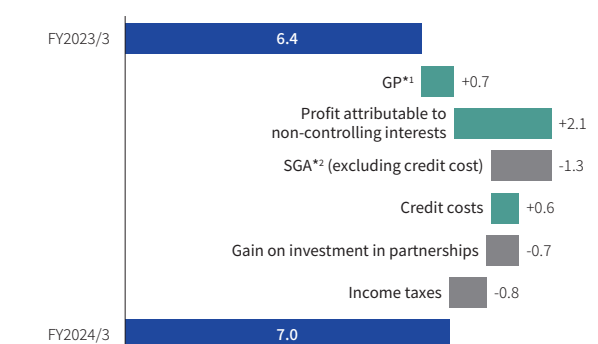 FY2023/3 6.4
GP*1 +0.7
Profit attributable to
non-controlling interests +2.1
SGA*2 (excluding credit cost) -1.3
Credit costs +0.6
Gain on investment in partnerships -0.7
Income taxes -0.8
FY2024/3 7.0